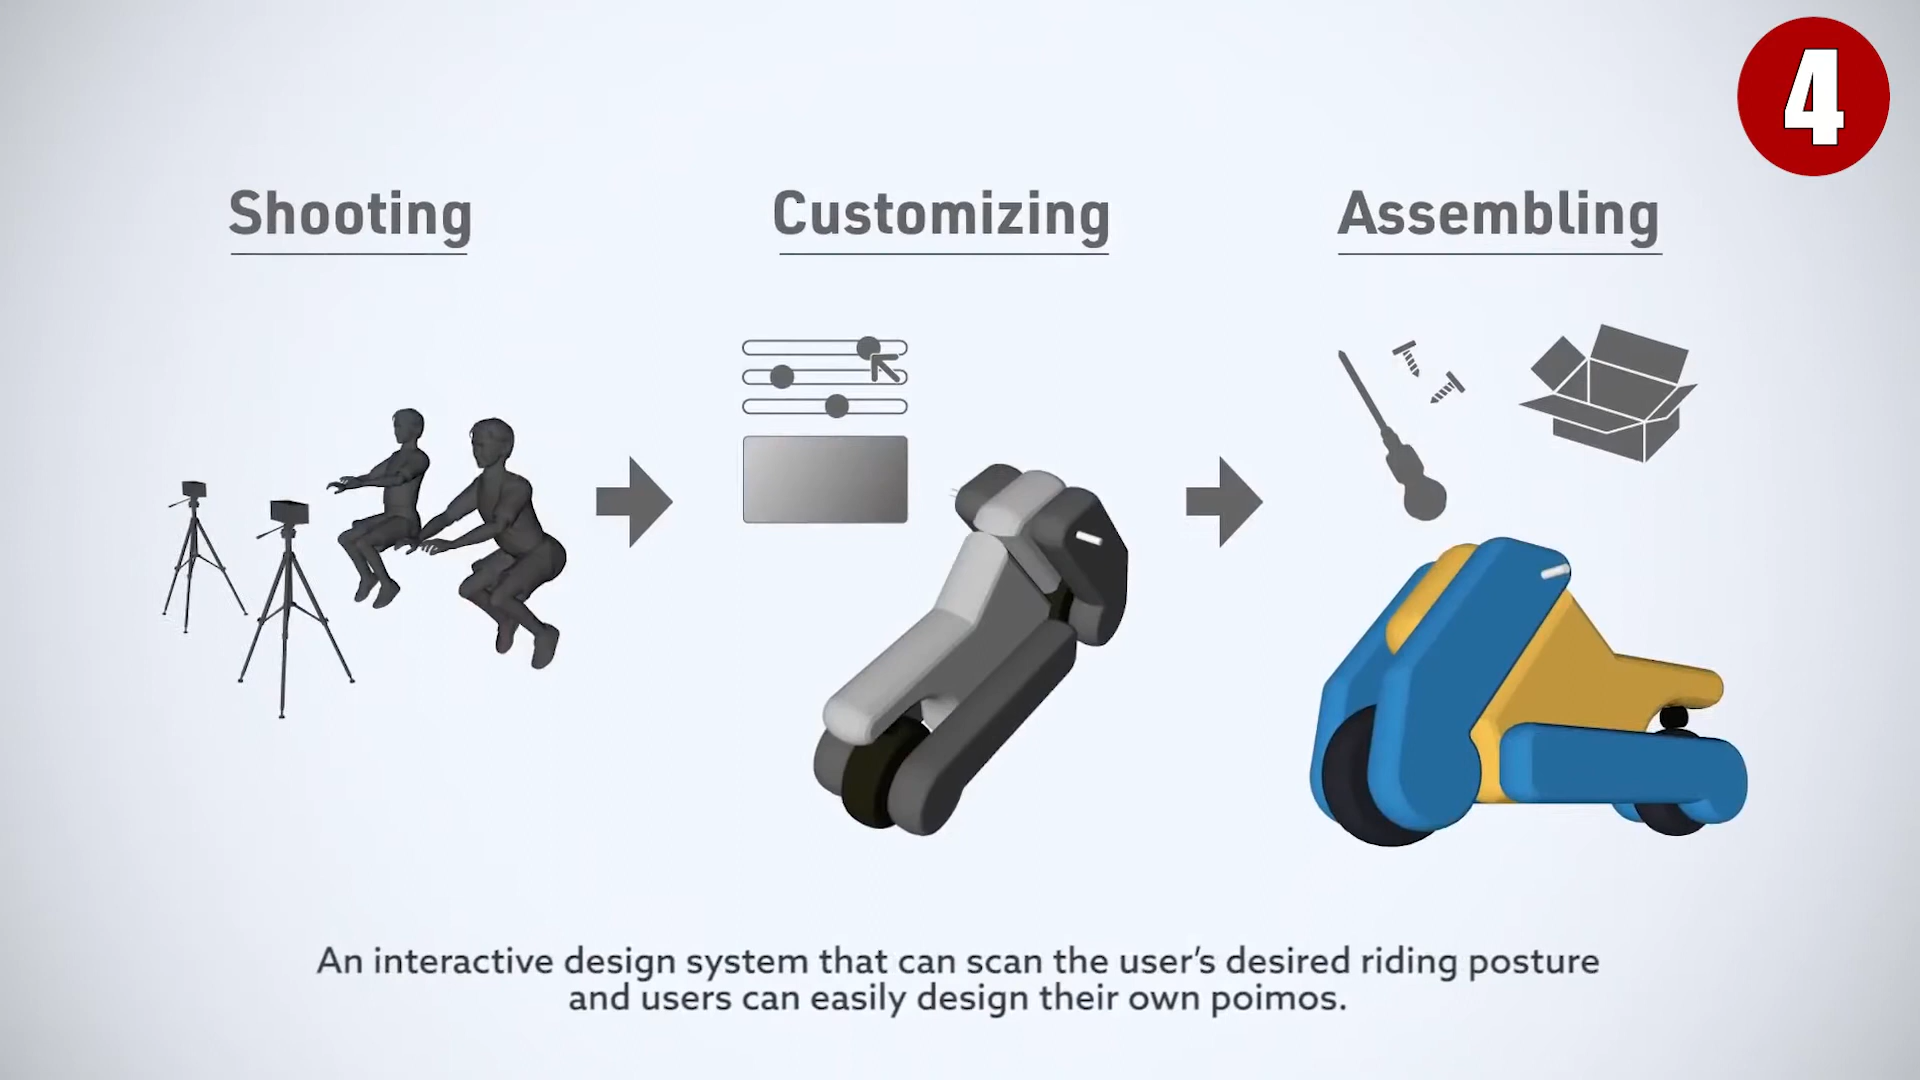 4
Shooting
Customizing
Assembling
An interactive design system that can scan the user's desired riding posture
and users can easily design their own poimos.